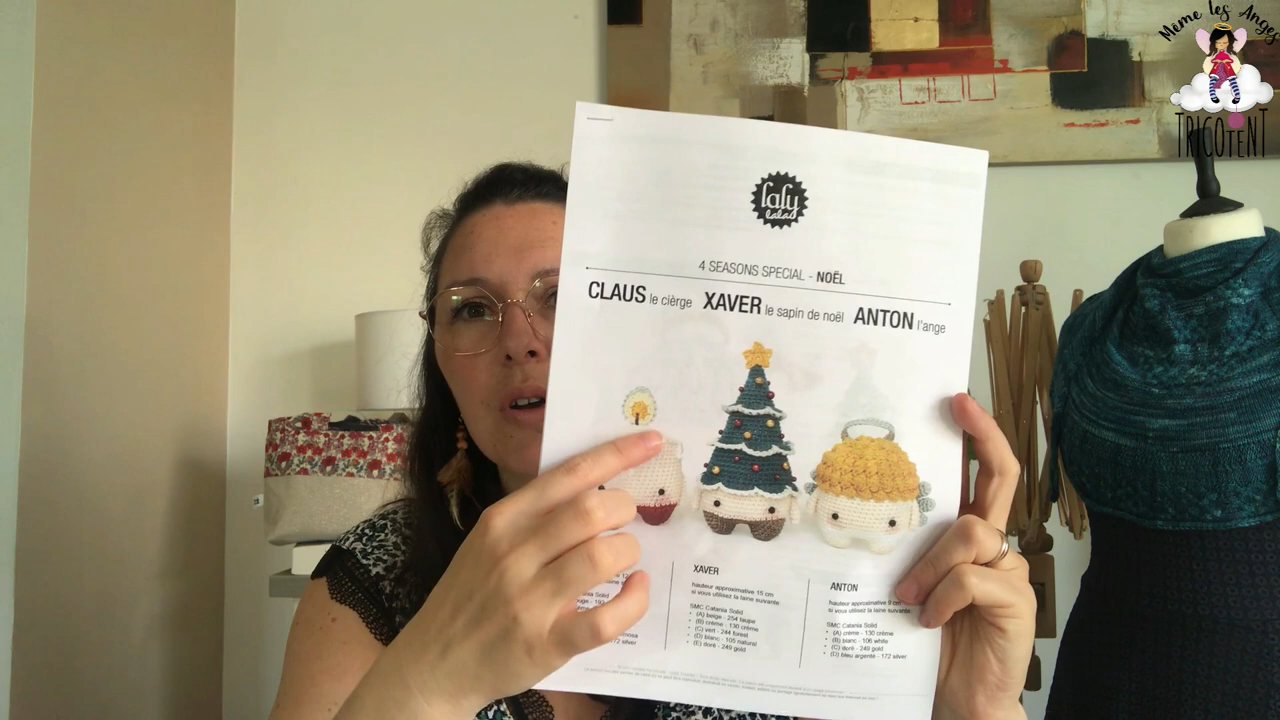 Même les Anges
TRICOTENT
laly
lala
4 SEASONS SPECIAL - NOËL
CLAUS le cièrge XAVER le sapin de noël ANTON l'ange
XAVER
hauteur approximative 15 cm
si vous utilisez la laine suivante
SMC Catania Solid
• (A) beige - 254 taupe
• (B) crème - 130 crème
• (C) vert - 244 forest
• (D) blanc - 105 natural
• (E) doré - 249 gold
ANTON
hauteur approximative 9 cm
si vous utilisez la laine suivante
SMC Catania Solid
• (A) crème - 130 crème
• (B) blanc - 106 white
• (C) doré - 249 gold
• (D) bleu argenté - 172 silver